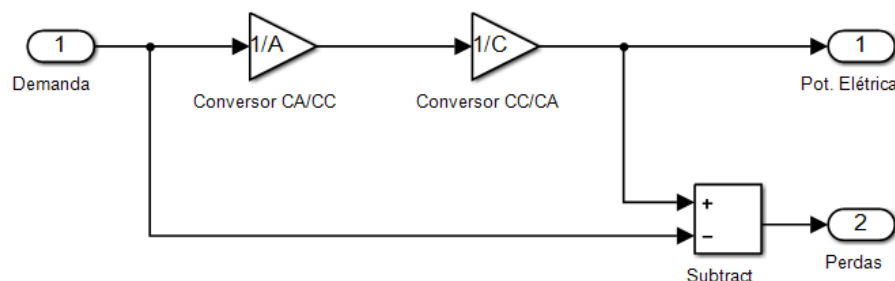 1
Demanda
1/A
Conversor CA/CC
1/C
Conversor CC/CA
1
Pot. Elétrica
+
−
Subtract
2
Perdas